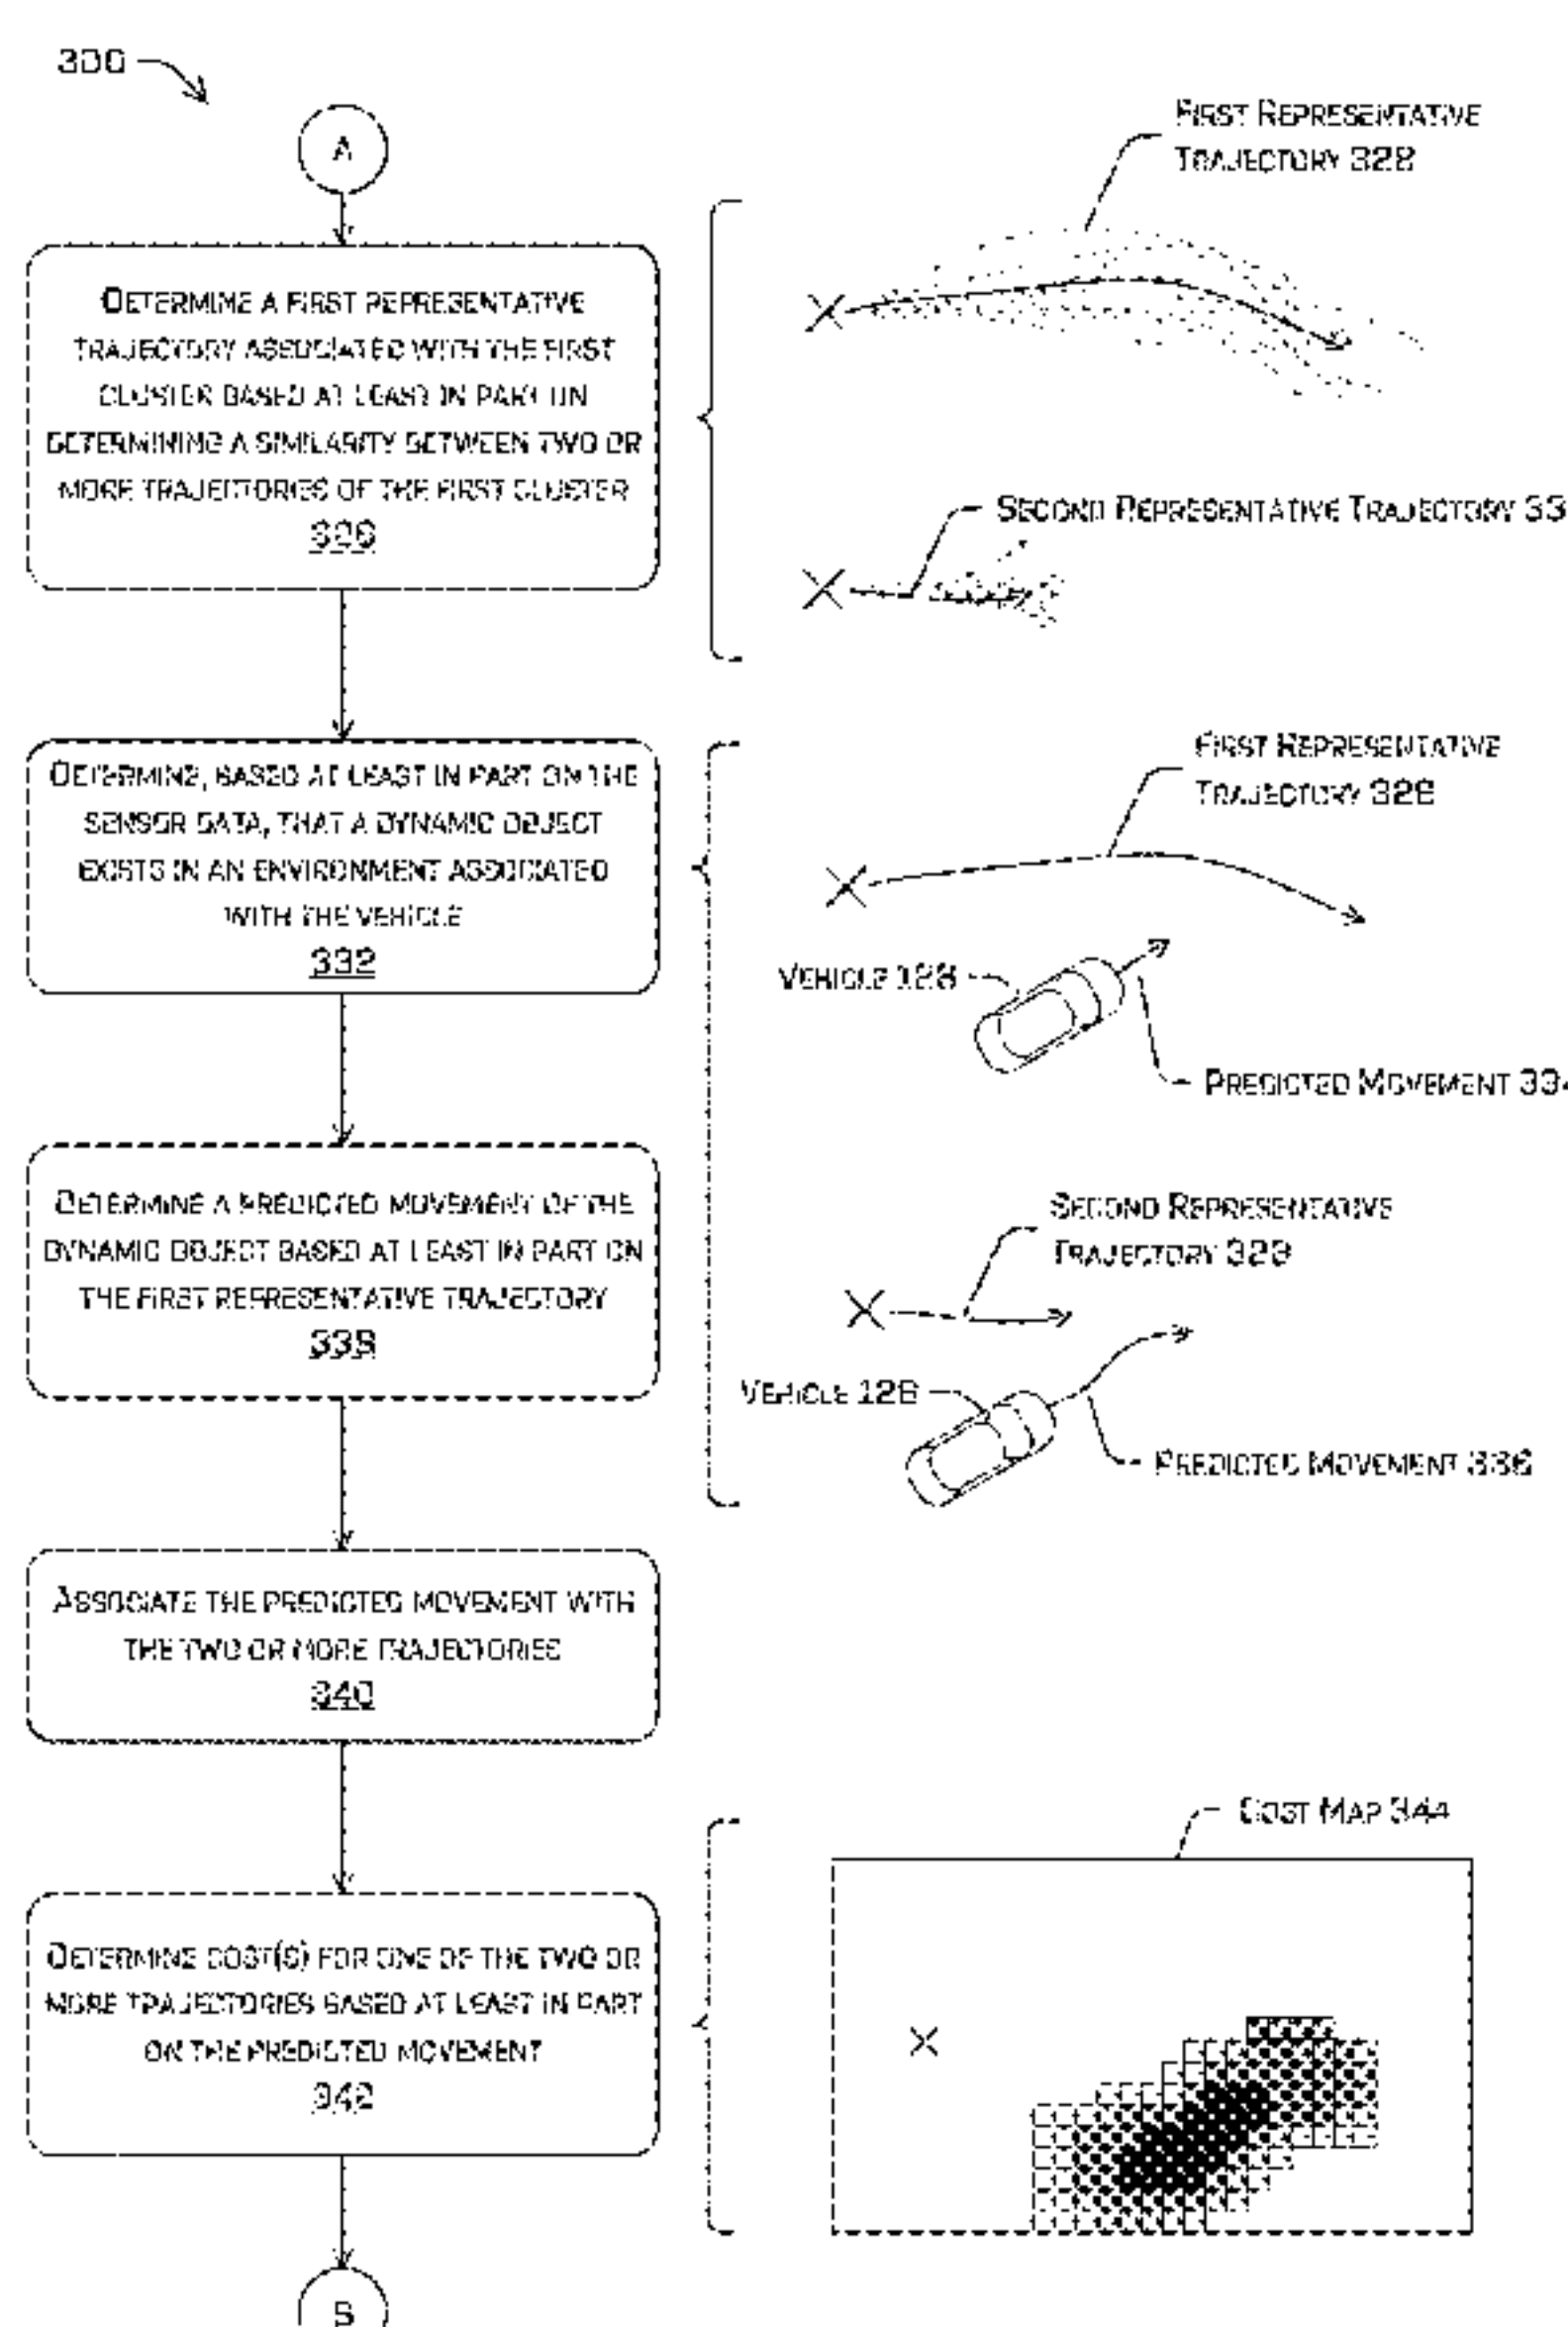 300
A
DETERMINE A FIRST REPRESENTATIVE
TRAJECTORY ASSOCIATED WITH THE FIRST
CLUSTER BASED AT LEAST IN PART ON
DETERMINING A SIMILARITY BETWEEN TWO OR
MORE TRAJECTORIES OF THE FIRST CLUSTER
326
FIRST REPRESENTATIVE
TRAJECTORY 328
SECOND REPRESENTATIVE TRAJECTORY 33
DETERMINE, BASED AT LEAST IN PART ON THE
SENSOR DATA, THAT A DYNAMIC OBJECT
EXISTS IN AN ENVIRONMENT ASSOCIATED
WITH THE VEHICLE
332
FIRST REPRESENTATIVE
TRAJECTORY 328
VEHICLE 128
PREDICTED MOVEMENT 334
DETERMINE A PREDICTED MOVEMENT OF THE
DYNAMIC OBJECT BASED AT LEAST IN PART ON
THE FIRST REPRESENTATIVE TRAJECTORY
338
SECOND REPRESENTATIVE
TRAJECTORY
VEHICLE 128
PREDICTED MOVEMENT 336
ASSOCIATE THE PREDICTED MOVEMENT WITH
THE TWO OR MORE TRAJECTORIES
340
COST MAP 344
DETERMINE COST(S) FOR ONE OF THE TWO OR
MORE TRAJECTORIES BASED AT LEAST IN PART
ON THE PREDICTED MOVEMENT
342